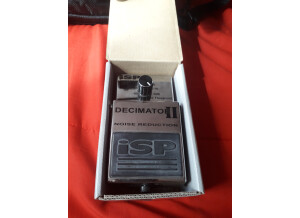 DECIMATOR II
NOISE REDUCTION
iSP